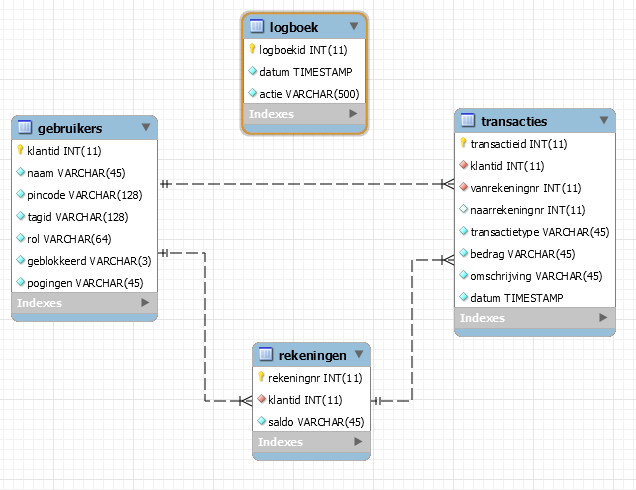 logboek
logboekid INT(11)
datum TIMESTAMP
actie VARCHAR(500)
Indexes
gebruikers
klantid INT(11)
naam VARCHAR(45)
pincode VARCHAR(128)
tagid VARCHAR(128)
rol VARCHAR(64)
geblokkeerd VARCHAR(3)
pogingen VARCHAR(45)
Indexes
transacties
transactieid INT(11)
klantid INT(11)
vanrekeningnr INT(11)
naarrekeningnr INT(11)
transactietype VARCHAR(45)
bedrag VARCHAR(45)
omschrijving VARCHAR(45)
datum TIMESTAMP
Indexes
rekeningen
rekeningnr INT(11)
klantid INT(11)
saldo VARCHAR(45)
Indexes